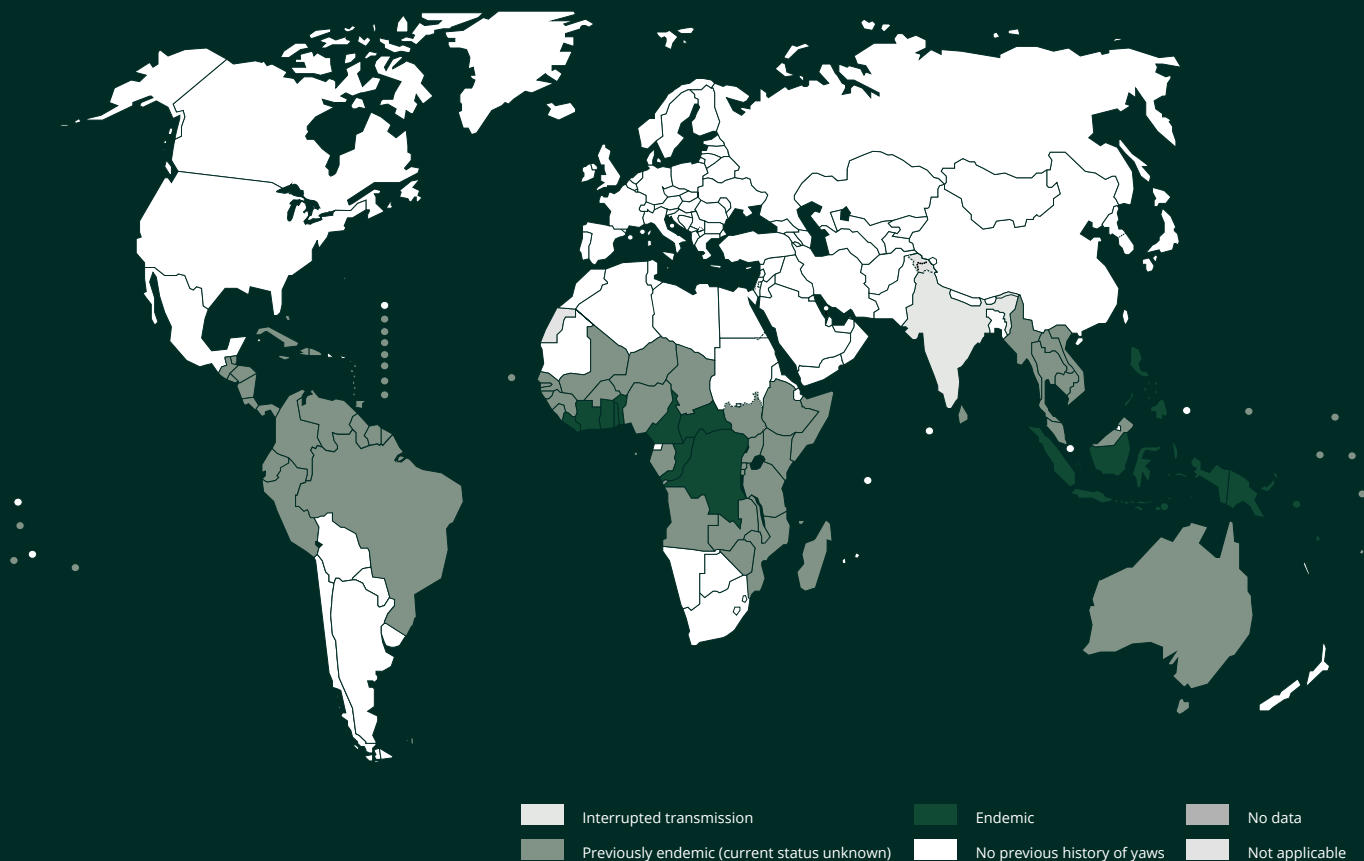 Interrupted transmission
Endemic
No data
Previously endemic (current status unknown)
No previous history of yaws
Not applicable